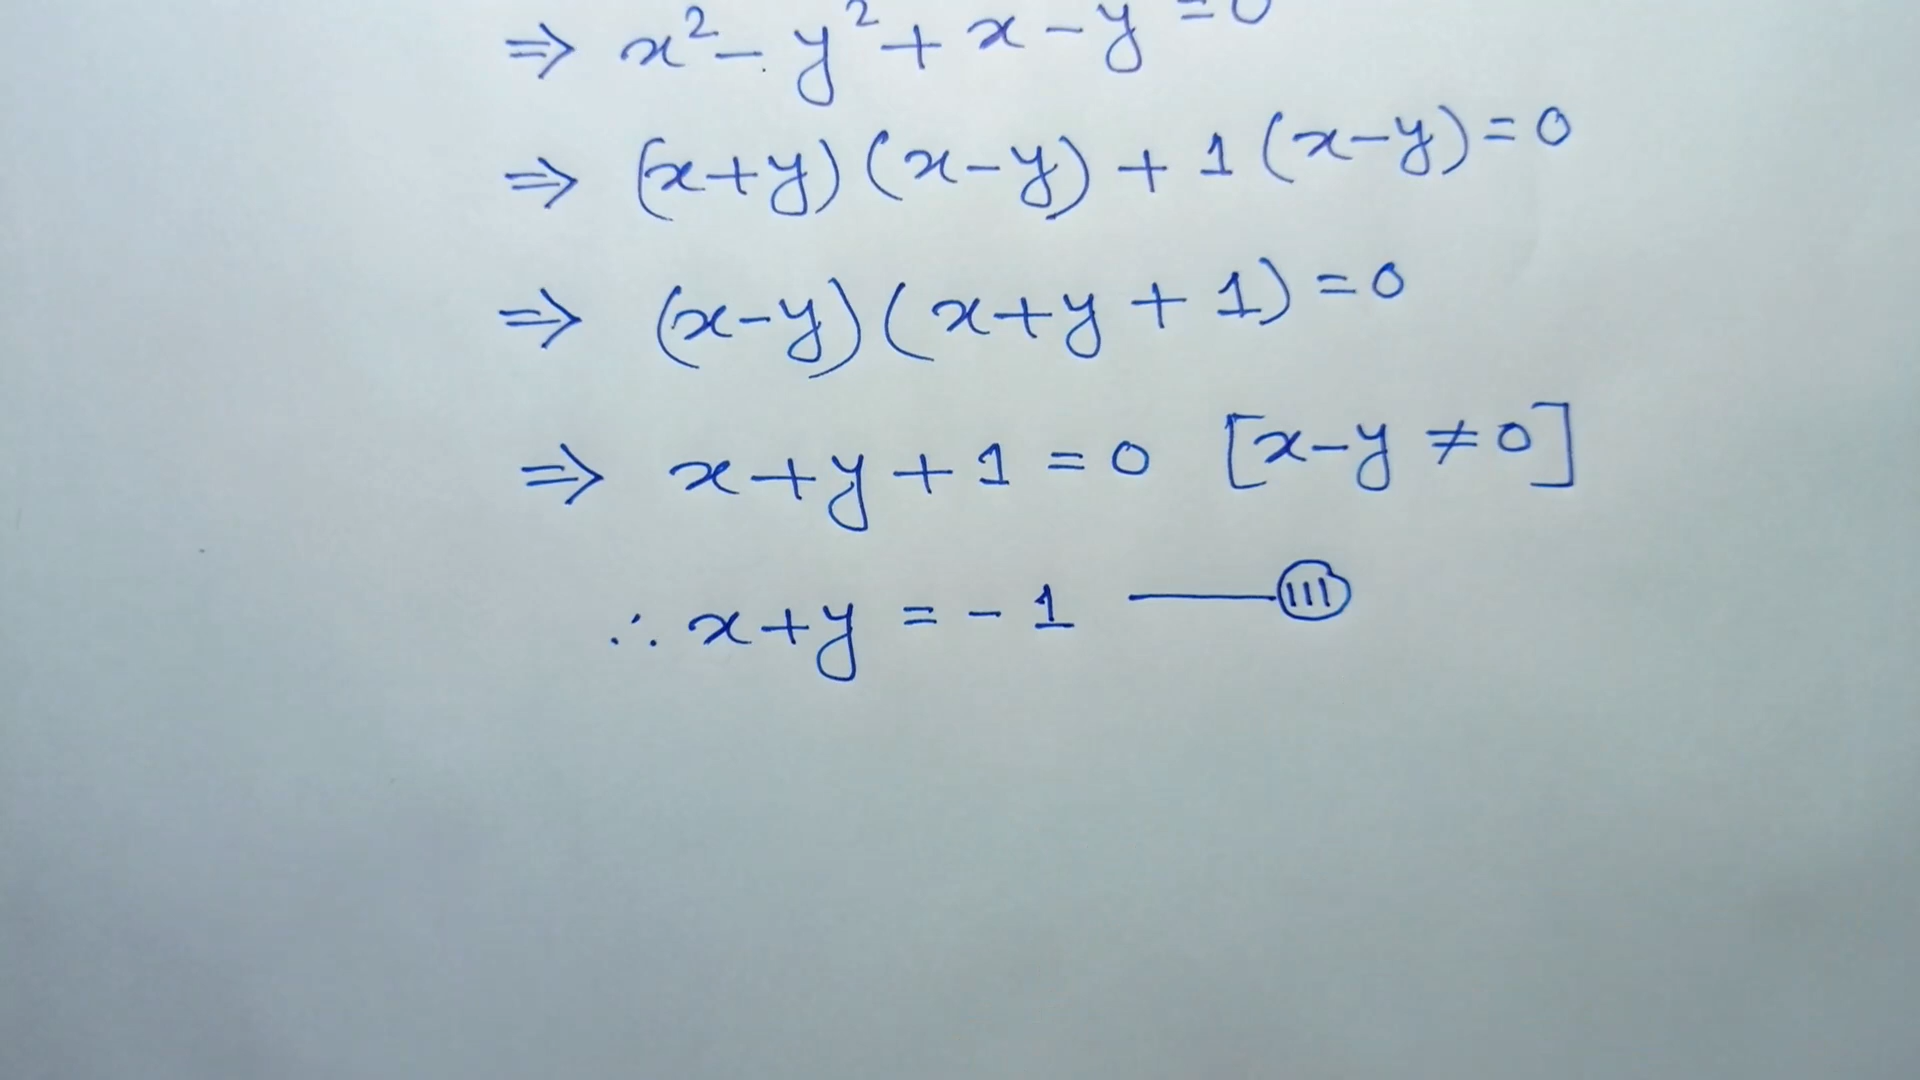 ⇒ x² - y² + x - y = 0
⇒ (x+y)(x-y) + 1(x-y) = 0
⇒ (x-y)(x+y+1) = 0
⇒ x+y+1 = 0 [x-y ≠ 0]
∴ x+y = -1 —— (III)